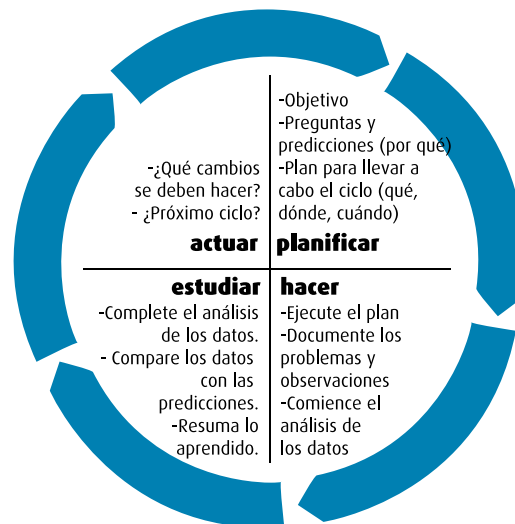 -Objetivo
-Preguntas y
predicciones (por qué)
-Plan para llevar a
cabo el ciclo (qué,
dónde, cuándo)
planificar
hacer
-Ejecute el plan
-Documente los
problemas y
observaciones
-Comience el
análisis de
los datos
estudiar
-Complete el análisis
de los datos.
- Compare los datos
con las
predicciones.
-Resuma lo
aprendido.
-¿Qué cambios
se deben hacer?
- ¿Próximo ciclo?
actuar